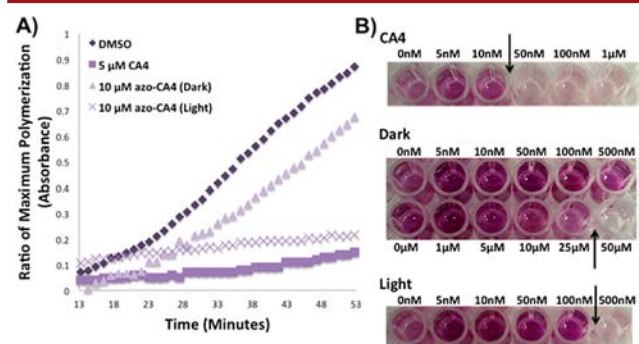 A)
Ratio of Maximum Polymerization
(Absorbance)
1
0.9
0.8
0.7
0.6
0.5
0.4
0.3
0.2
0.1
0
DMSO
5 µM CA4
10 µM azo-CA4 (Dark)
10 µM azo-CA4 (Light)
13 18 23 28 33 38 43 48 53
Time (Minutes)
B)
CA4
0nM 5nM 10nM 50nM 100nM 1µM
Dark
0nM 5nM 10nM 50nM 100nM 500nM
0µM 1µM 5µM 10µM 25µM 50µM
Light
0nM 5nM 10nM 50nM 100nM 500nM